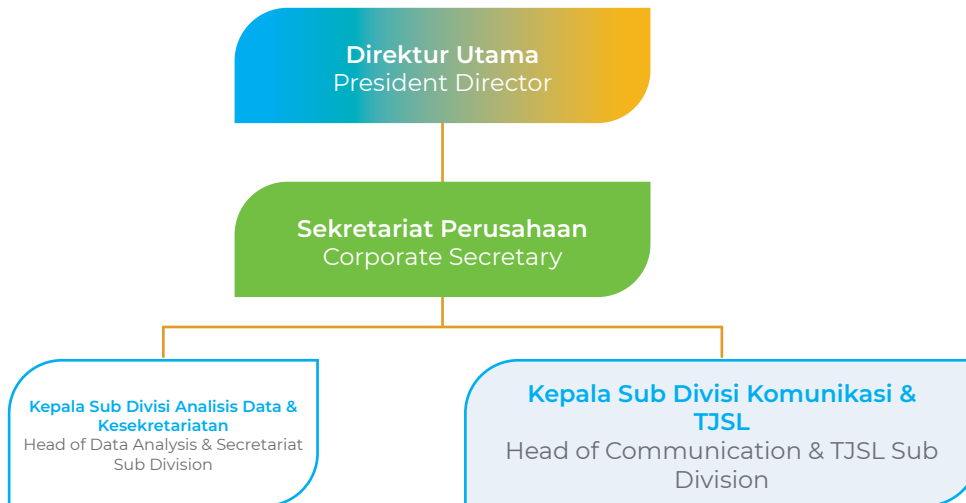 Direktur Utama
President Director
Sekretariat Perusahaan
Corporate Secretary
Kepala Sub Divisi Analisis Data &
Kesekretariatan
Head of Data Analysis & Secretariat
Sub Division
Kepala Sub Divisi Komunikasi &
TJSL
Head of Communication & TJSL Sub
Division